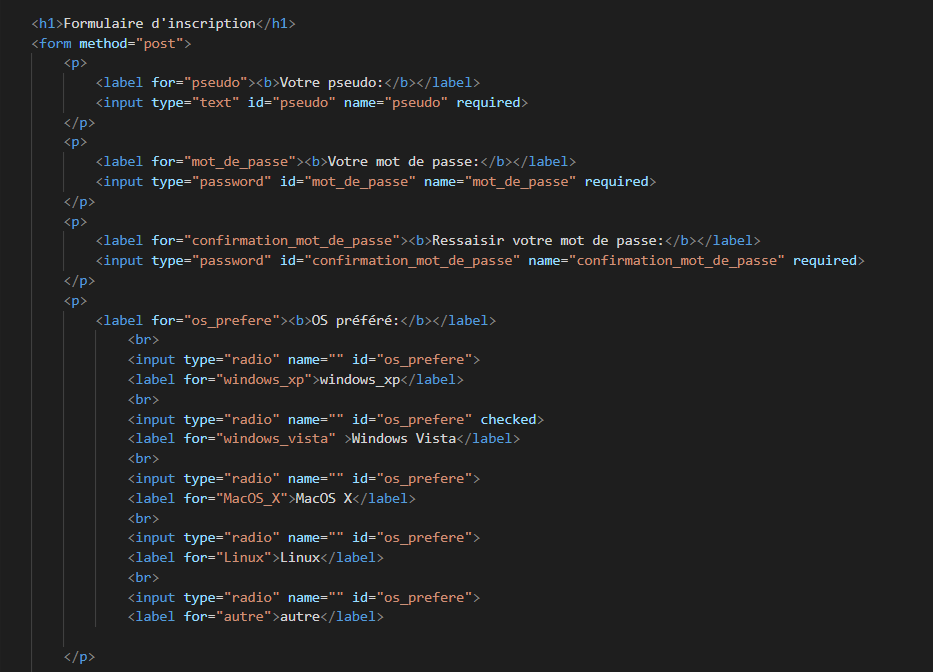 <h1>Formulaire d'inscription</h1>
<form method="post">
<p>
<label for="pseudo"><b>Votre pseudo:</b></label>
<input type="text" id="pseudo" name="pseudo" required>
</p>
<p>
<label for="mot_de_passe"><b>Votre mot de passe:</b></label>
<input type="password" id="mot_de_passe" name="mot_de_passe" required>
</p>
<p>
<label for="confirmation_mot_de_passe"><b>Ressaisir votre mot de passe:</b></label>
<input type="password" id="confirmation_mot_de_passe" name="confirmation_mot_de_passe" required>
</p>
<p>
<label for="os_prefere"><b>OS préféré:</b></label>
<br>
<input type="radio" name="" id="os_prefere">
<label for="windows_xp">windows_xp</label>
<br>
<input type="radio" name="" id="os_prefere" checked>
<label for="windows_vista" >Windows Vista</label>
<br>
<input type="radio" name="" id="os_prefere">
<label for="MacOS_X">MacOS X</label>
<br>
<input type="radio" name="" id="os_prefere">
<label for="Linux">Linux</label>
<br>
<input type="radio" name="" id="os_prefere">
<label for="autre">autre</label>
</p>